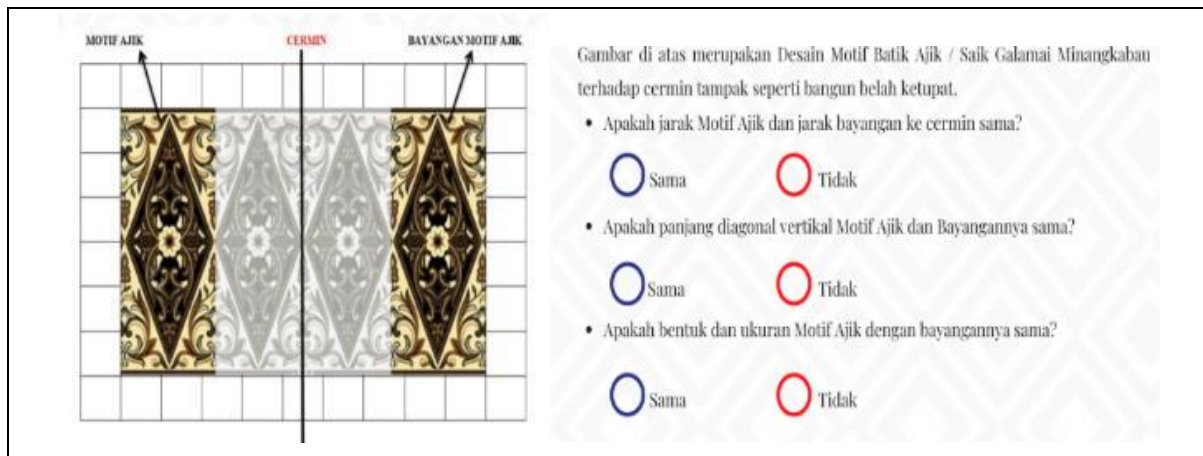 MOTIF AJIK
CERMIN
BAYANGAN MOTIF AJIK
Gambar di atas merupakan Desain Motif Batik Ajik / Saik Galamai Minangkabau
terhadap cermin tampak seperti bangun belah ketupat.
• Apakah jarak Motif Ajik dan jarak bayangan ke cermin sama?
Sama
Tidak
• Apakah panjang diagonal vertikal Motif Ajik dan Bayangannya sama?
Sama
Tidak
• Apakah bentuk dan ukuran Motif Ajik dengan bayangannya sama?
Sama
Tidak